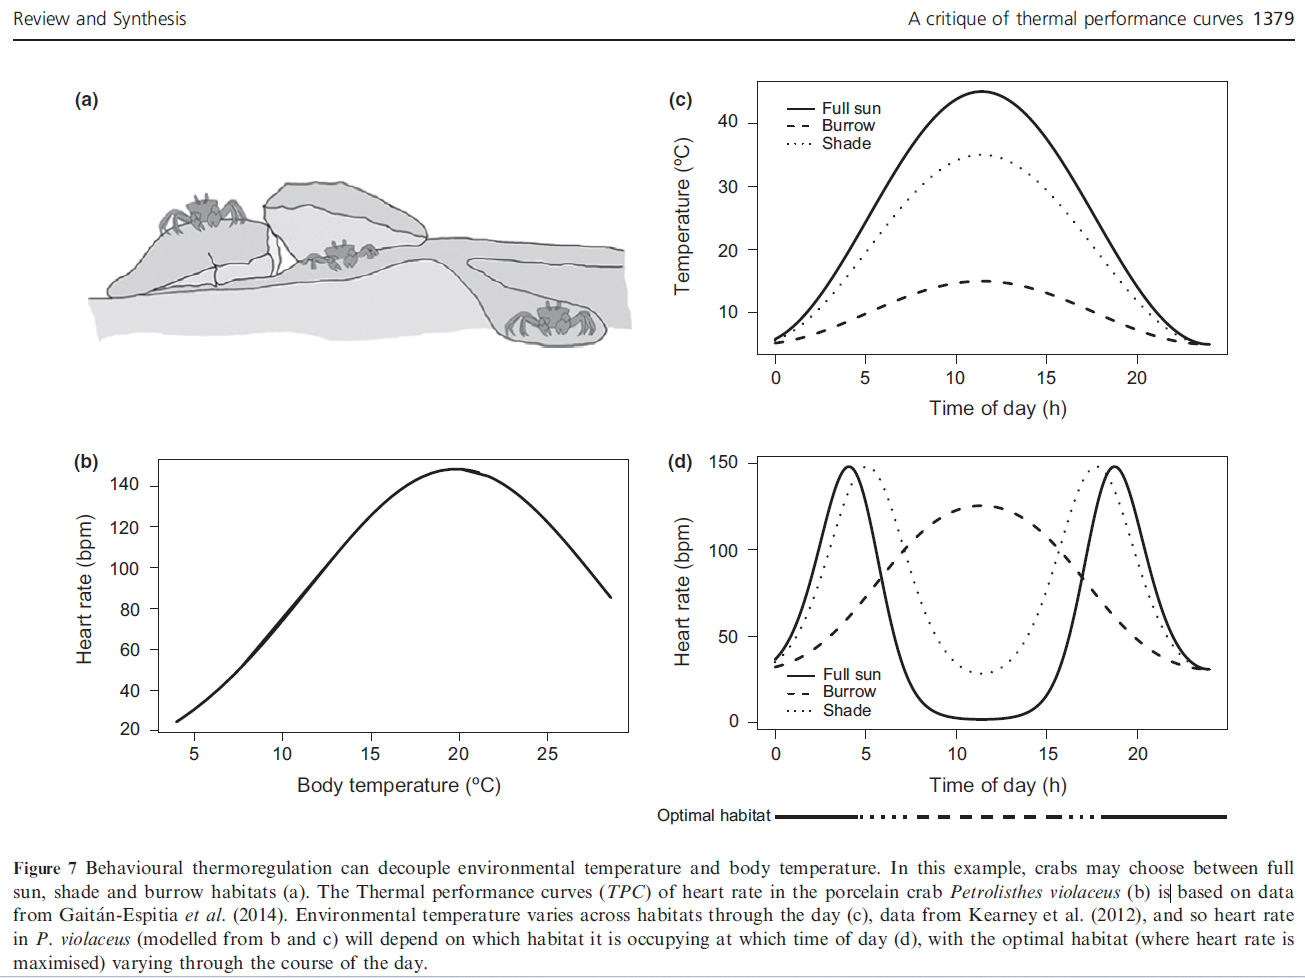 Review and Synthesis
A critique of thermal performance curves 1379
(a)
(c)
Full sun
Burrow
Shade
40
30
20
10
Temperature (ºC)
0 5 10 15 20
Time of day (h)
(b)
140
120
100
80
60
40
20
Heart rate (bpm)
5 10 15 20 25
Body temperature (ºC)
(d)
150
100
50
0
Heart rate (bpm)
Full sun
Burrow
Shade
0 5 10 15 20
Time of day (h)
Optimal habitat
Figure 7 Behavioural thermoregulation can decouple environmental temperature and body temperature. In this example, crabs may choose between full
sun, shade and burrow habitats (a). The Thermal performance curves (TPC) of heart rate in the porcelain crab Petrolisthes violaceus (b) is based on data
from Gaitán-Espitia et al. (2014). Environmental temperature varies across habitats through the day (c), data from Kearney et al. (2012), and so heart rate
in P. violaceus (modelled from b and c) will depend on which habitat it is occupying at which time of day (d), with the optimal habitat (where heart rate is
maximised) varying through the course of the day.